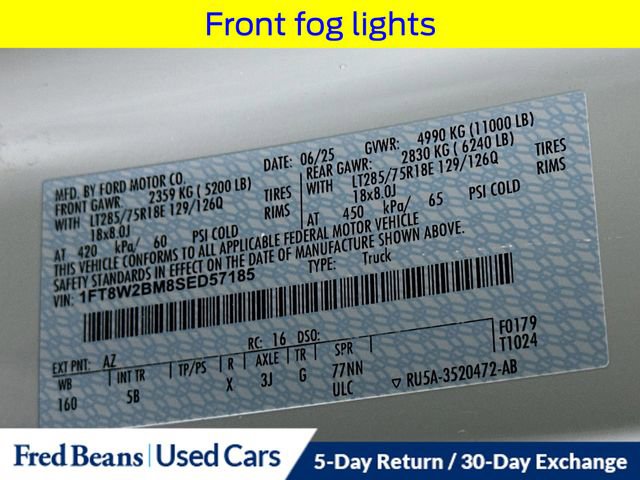 Front fog lights
MFD. BY FORD MOTOR CO.
DATE: 06/25 GVWR: 4990 KG (11000 LB)
FRONT GAWR: 2359 KG ( 5200 LB)
REAR GAWR: 2830 KG ( 6240 LB)
WITH LT285/75R18E 129/126Q TIRES
WITH LT285/75R18E 129/126Q TIRES
18x8.0J RIMS
18x8.0J RIMS
AT 420 kPa/ 60 PSI COLD
AT 450 kPa/ 65 PSI COLD
THIS VEHICLE CONFORMS TO ALL APPLICABLE FEDERAL MOTOR VEHICLE
SAFETY STANDARDS IN EFFECT ON THE DATE OF MANUFACTURE SHOWN ABOVE.
VIN: 1FT8W2BM8SED57185
TYPE: Truck
F0179
T1024
EXT PNT: AZ RC: 16 DSO:
WB INT TR TP/PS R AXLE TR SPR
160 5B X 3J G 77NN
ULC
RU5A-3520472-AB
Fred Beans Used Cars
5-Day Return / 30-Day Exchange